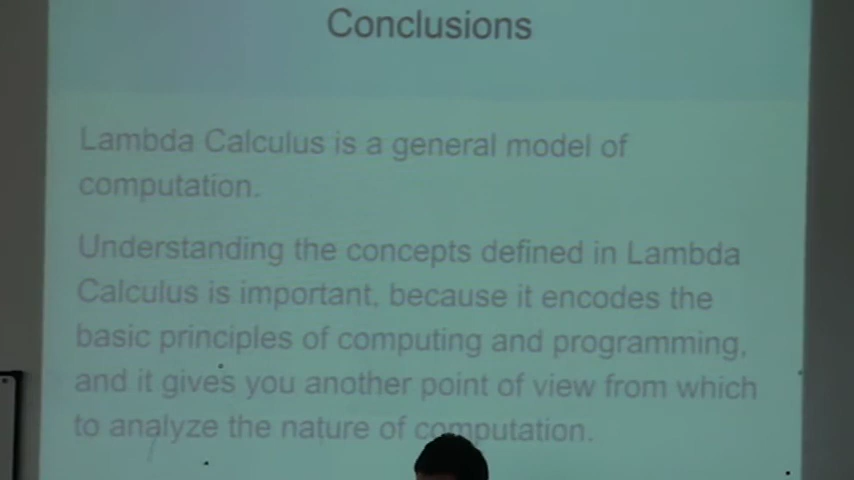 Conclusions
Lambda Calculus is a general model of
computation.
Understanding the concepts defined in Lambda
Calculus is important, because it encodes the
basic principles of computing and programming,
and it gives you another point of view from which
to analyze the nature of computation.